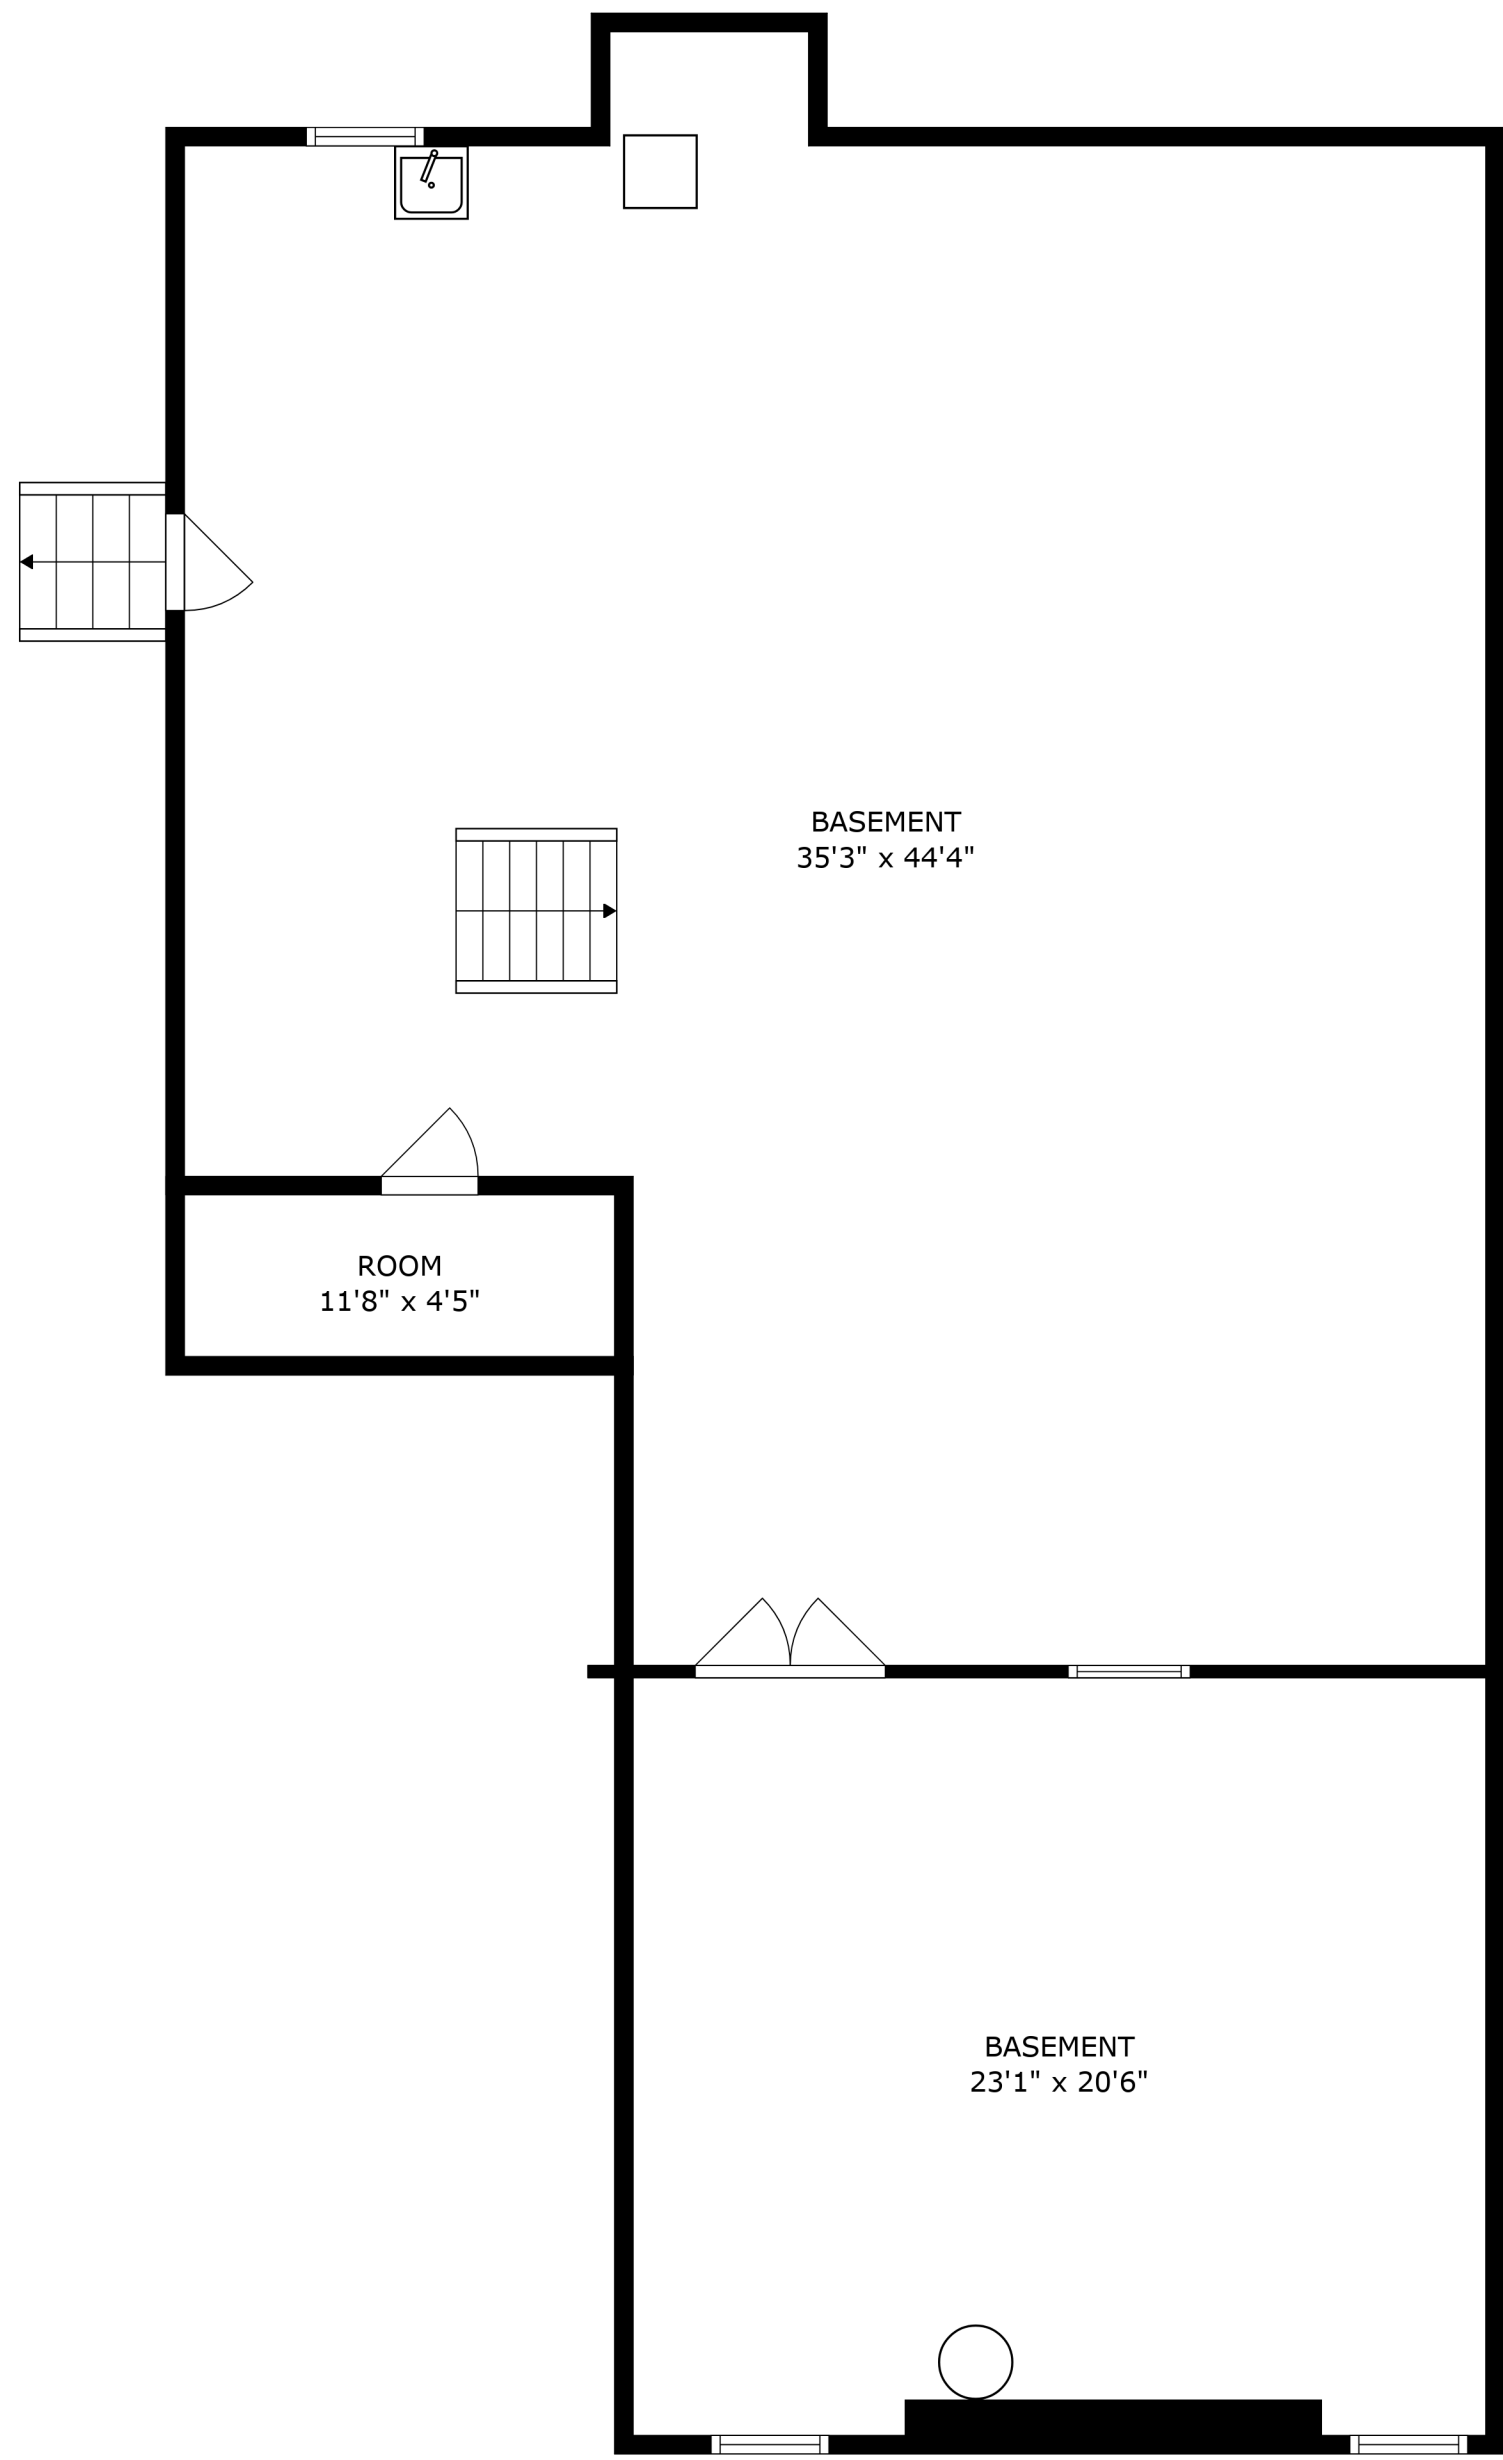 BASEMENT
35'3" x 44'4"
ROOM
11'8" x 4'5"
BASEMENT
23'1" x 20'6"